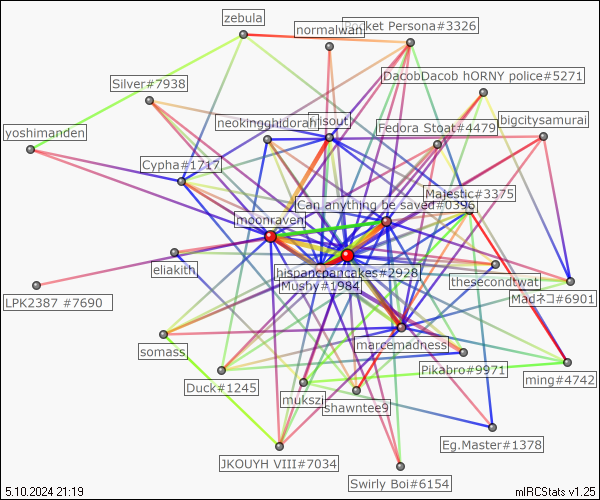 zebula
normalwan
Rocket Persona#3326
DacobDacob hORNY police#5271
Silver#7938
neokingghidorah
Fedora Stoat#4479
bigcitysamurai
yoshimanden
Cypha#1717
Majestic#3375
Can anything be saved#0396
moonraven
eliakith
hispancpancakes#2928
thesecondtwat
Mushy#1984
Madネコ#6901
LPK2387 #7690
marcemadness
somass
Pikabro#9971
ming#4742
Duck#1245
mukszi
shawntee9
Eg.Master#1378
JKOUYH VIII#7034
Swirly Boi#6154
5.10.2024 21:19
mIRCStats v1.25